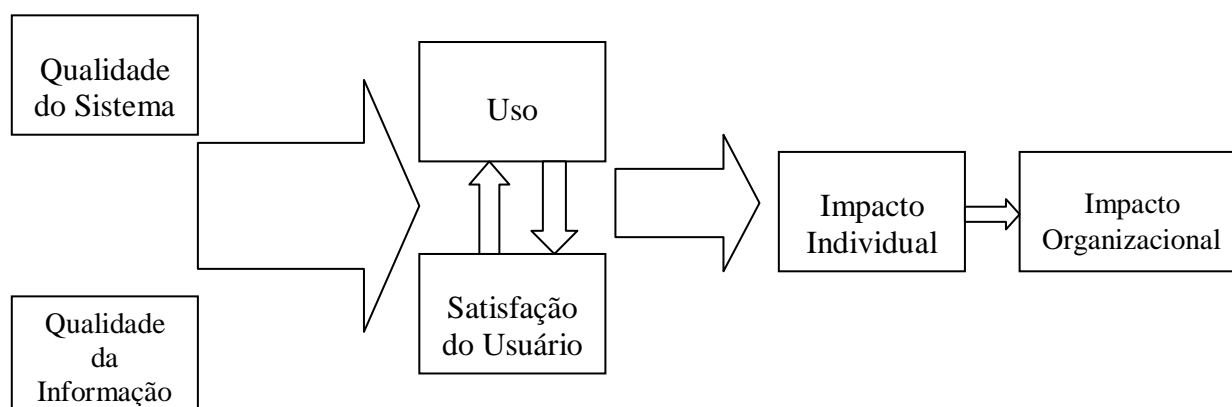 Qualidade
do Sistema
Qualidade
da
Informação
Uso
Satisfação
do Usuário
Impacto
Individual
Impacto
Organizacional